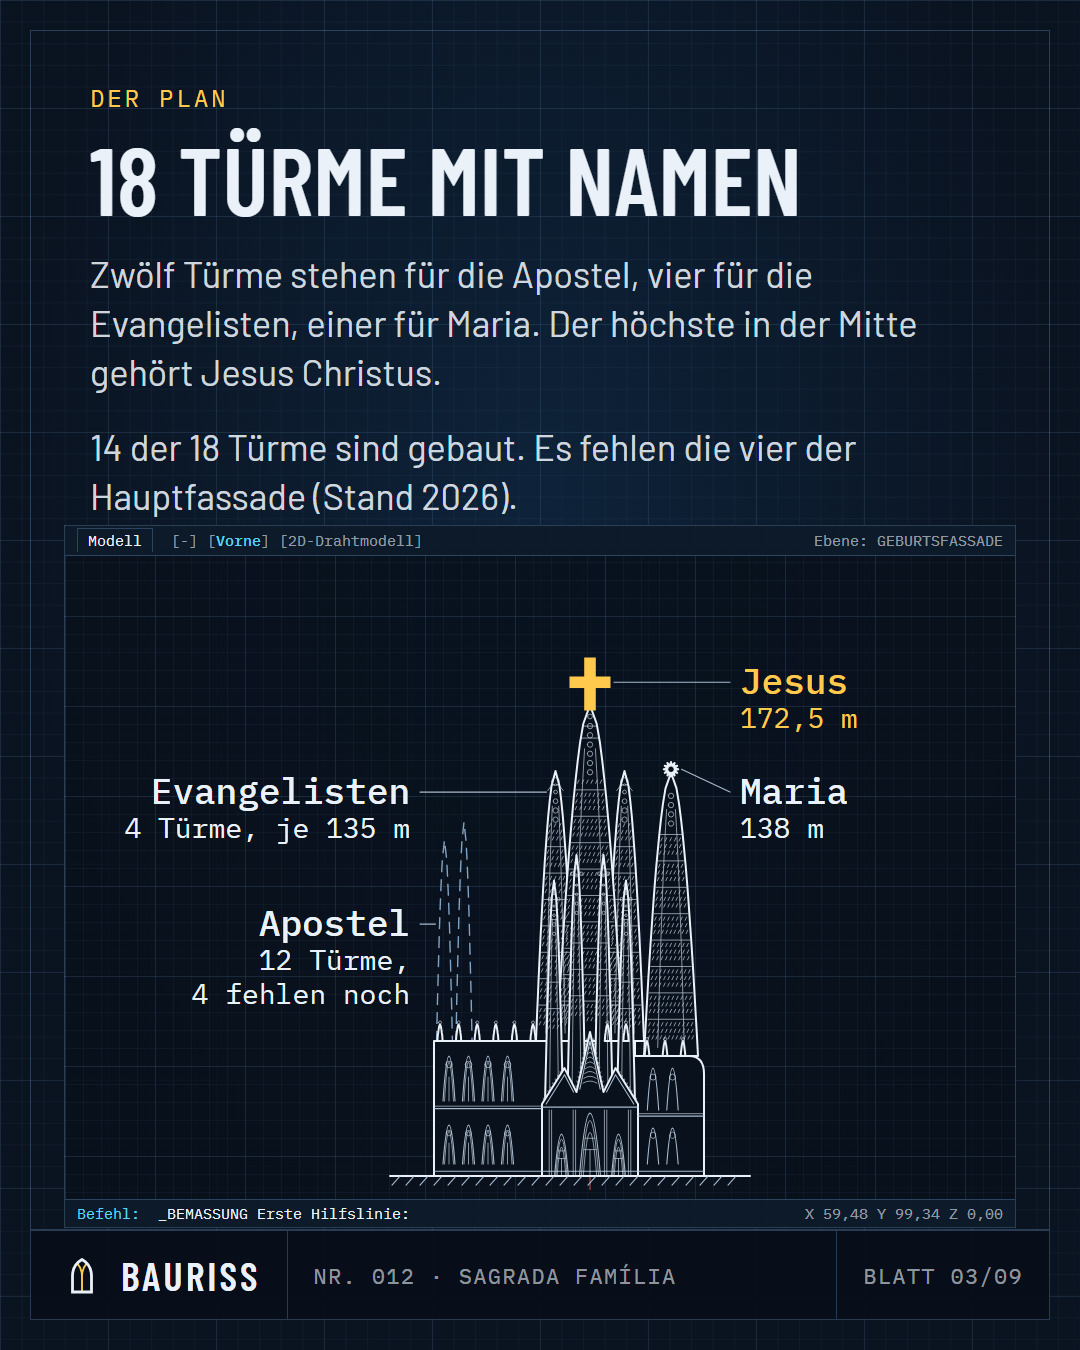 DER PLAN
18 TÜRME MIT NAMEN
Zwölf Türme stehen für die Apostel, vier für die
Evangelisten, einer für Maria. Der höchste in der Mitte
gehört Jesus Christus.
14 der 18 Türme sind gebaut. Es fehlen die vier der
Hauptfassade (Stand 2026).
Modell [-] [Vorne] [2D-Drahtmodell] Ebene: GEBURTSFASSADE
Jesus
172,5 m
Evangelisten
4 Türme, je 135 m
Maria
138 m
Apostel
12 Türme,
4 fehlen noch
Befehl: _BEMASSUNG Erste Hilfslinie: X 59,48 Y 99,34 Z 0,00
BAURISS NR. 012 · SAGRADA FAMÍLIA BLATT 03/09